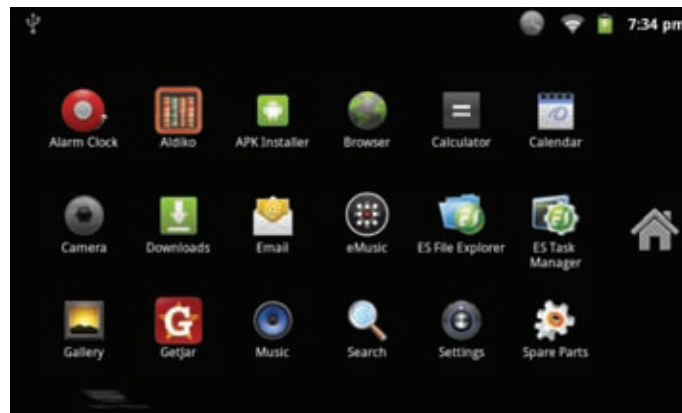 7:34 pm
Alarm Clock
Aldiko
APK Installer
Browser
Calculator
Calendar
Camera
Downloads
Email
eMusic
ES File Explorer
ES Task
Manager
Gallery
GetJar
Music
Search
Settings
Spare Parts